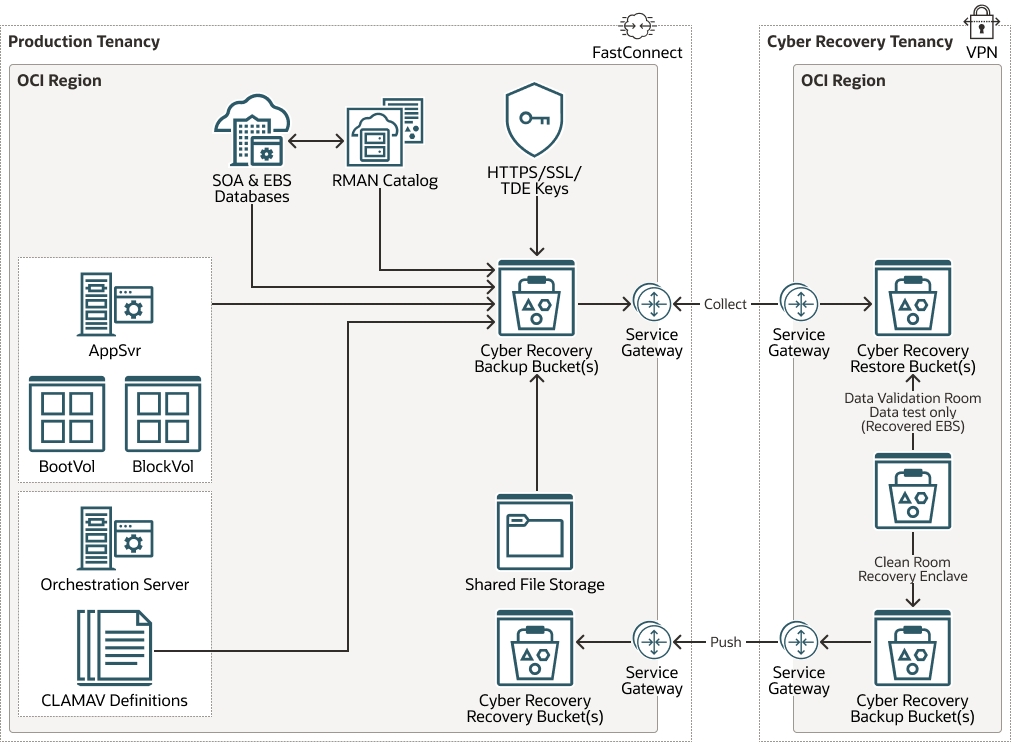 Production Tenancy
FastConnect
Cyber Recovery Tenancy
VPN
OCI Region
OCI Region
SOA & EBS
Databases
RMAN Catalog
HTTPS/SSL/
TDE Keys
AppSvr
BootVol
BlockVol
Cyber Recovery
Backup Bucket(s)
Service
Gateway
Collect
Service
Gateway
Cyber Recovery
Restore Bucket(s)
Data Validation Room
Data test only
(Recovered EBS)
Orchestration Server
CLAMAV Definitions
Shared File Storage
Clean Room
Recovery Enclave
Cyber Recovery
Recovery Bucket(s)
Service
Gateway
Push
Service
Gateway
Cyber Recovery
Backup Bucket(s)